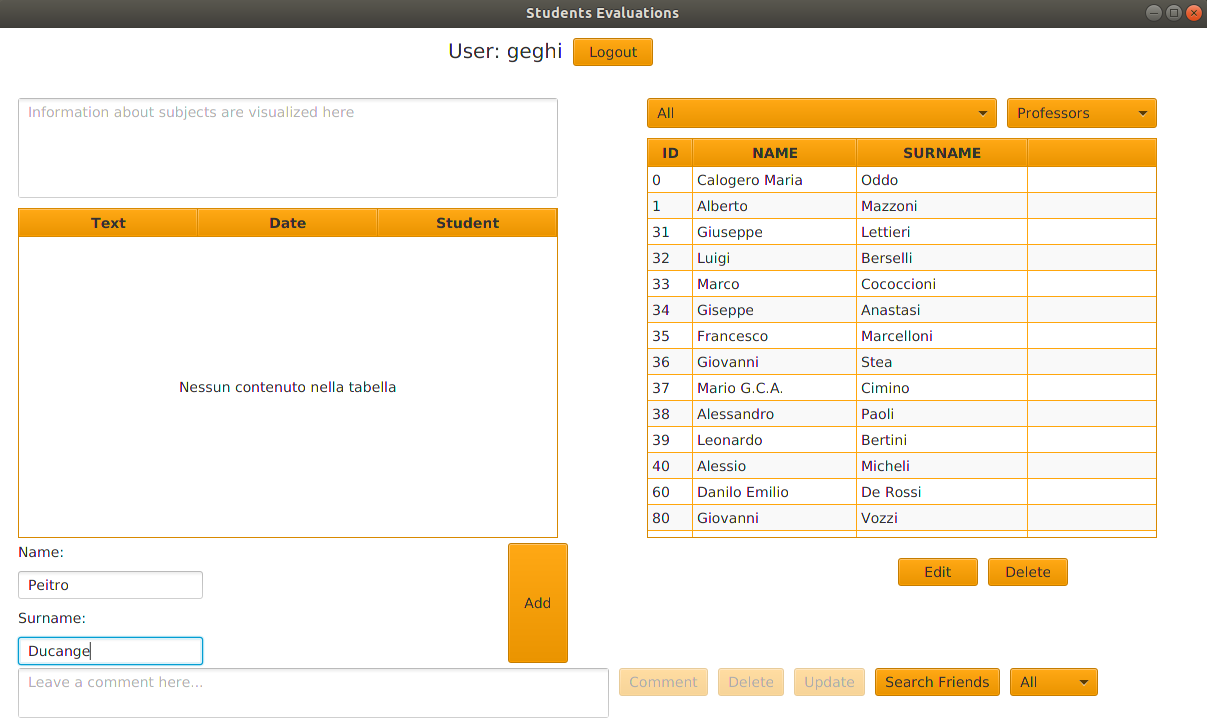 Students Evaluations
User: geghi Logout
Information about subjects are visualized here
Text Date Student
Nessun contenuto nella tabella
Name:
Peitro
Surname:
Ducange
Add
Leave a comment here...
All Professors
ID NAME SURNAME
0 Calogero Maria Oddo
1 Alberto Mazzoni
31 Giuseppe Lettieri
32 Luigi Berselli
33 Marco Cococcioni
34 Giseppe Anastasi
35 Francesco Marcelloni
36 Giovanni Stea
37 Mario G.C.A. Cimino
38 Alessandro Paoli
39 Leonardo Bertini
40 Alessio Micheli
60 Danilo Emilio De Rossi
80 Giovanni Vozzi
Edit Delete
Comment Delete Update Search Friends All